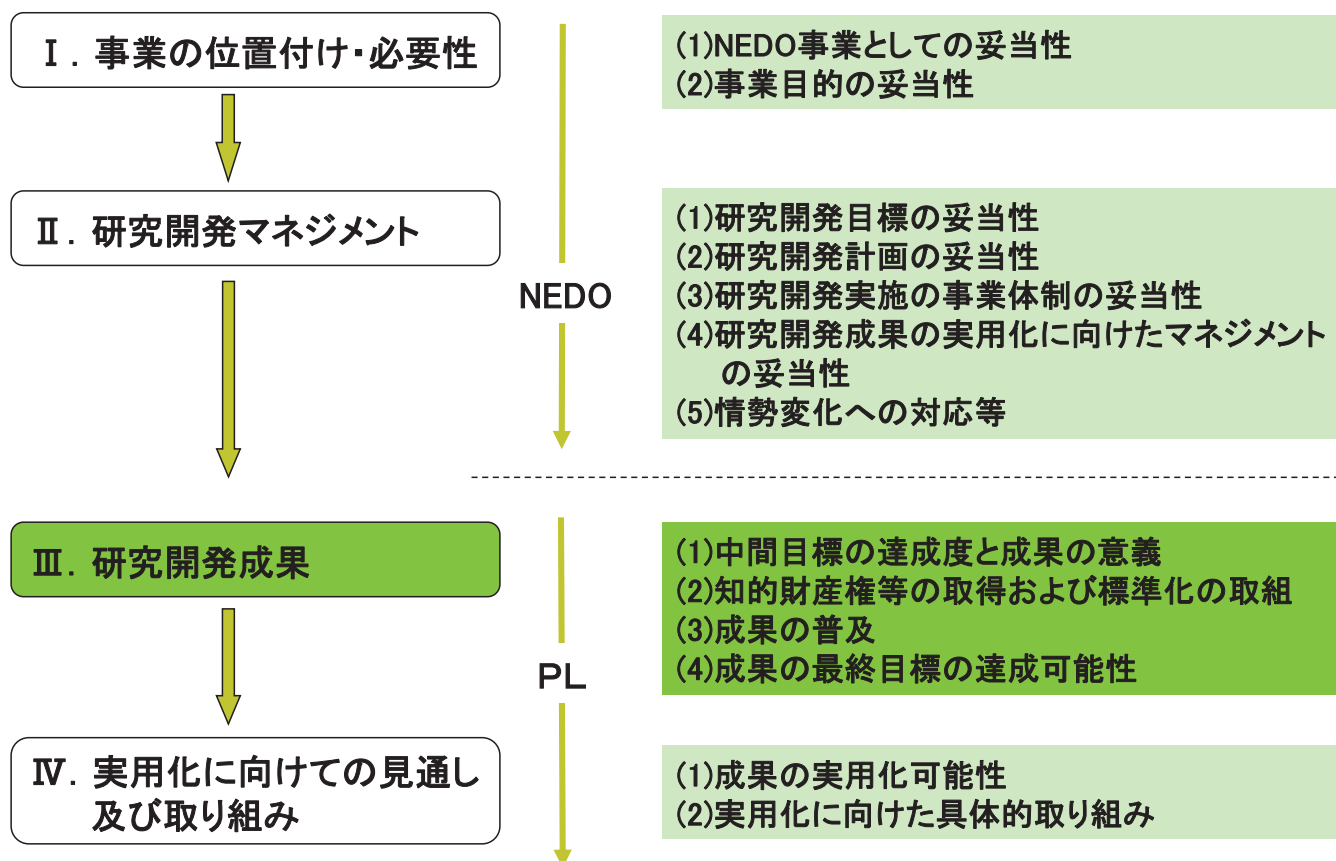 Ⅰ. 事業の位置付け・必要性
(1)NEDO事業としての妥当性
(2)事業目的の妥当性
Ⅱ. 研究開発マネジメント
(1)研究開発目標の妥当性
(2)研究開発計画の妥当性
(3)研究開発実施の事業体制の妥当性
(4)研究開発成果の実用化に向けたマネジメント
の妥当性
(5)情勢変化への対応等
NEDO
Ⅲ. 研究開発成果
(1)中間目標の達成度と成果の意義
(2)知的財産権等の取得および標準化の取組
(3)成果の普及
(4)成果の最終目標の達成可能性
PL
Ⅳ. 実用化に向けての見通し
及び取り組み
(1)成果の実用化可能性
(2)実用化に向けた具体的取り組み